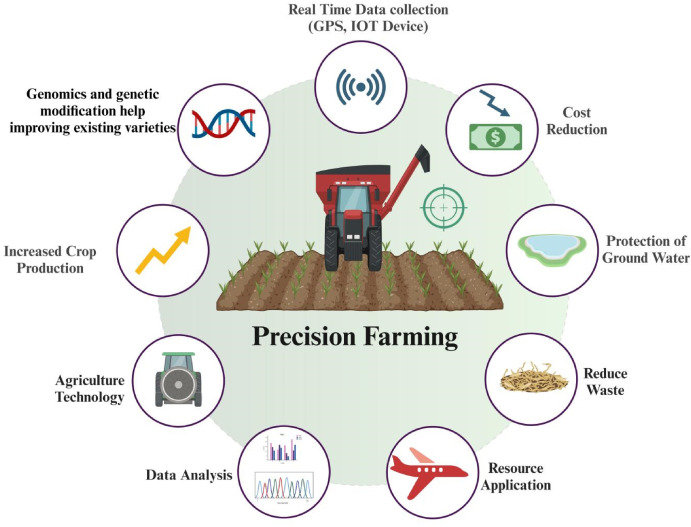 Real Time Data collection
(GPS, IOT Device)
Genomics and genetic
modification help
improving existing varieties
Cost
Reduction
$
Increased Crop
Production
Protection of
Ground Water
Precision Farming
Agriculture
Technology
Reduce
Waste
Data Analysis
Resource
Application